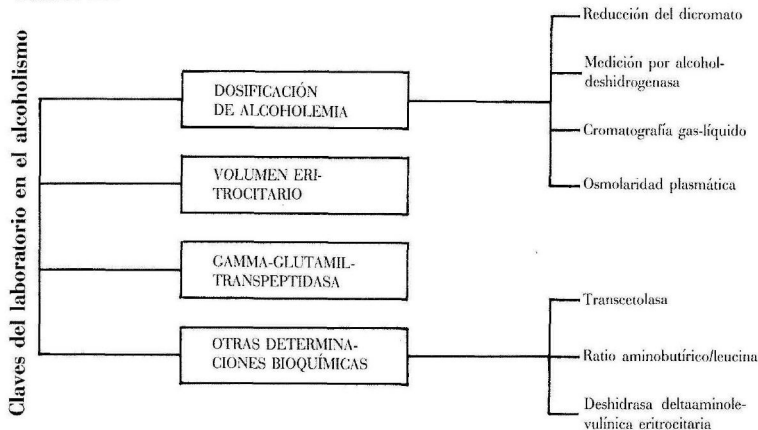 Claves del laboratorio en el alcoholismo
DOSIFICACIÓN
DE ALCOHOLEMIA
Reducción del dicromato
Medición por alcohol-
deshidrogenasa
Cromatografía gas-líquido
Osmolaridad plasmática
VOLUMEN ERI-
TROCITARIO
GAMMA-GLUTAMIL-
TRANSPEPTIDASA
OTRAS DETERMINA-
CIONES BIOQUÍMICAS
Transcetolasa
Ratio aminobutírico/leucina
Deshidrasa deltaaminole-
vulínica eritrocitaria